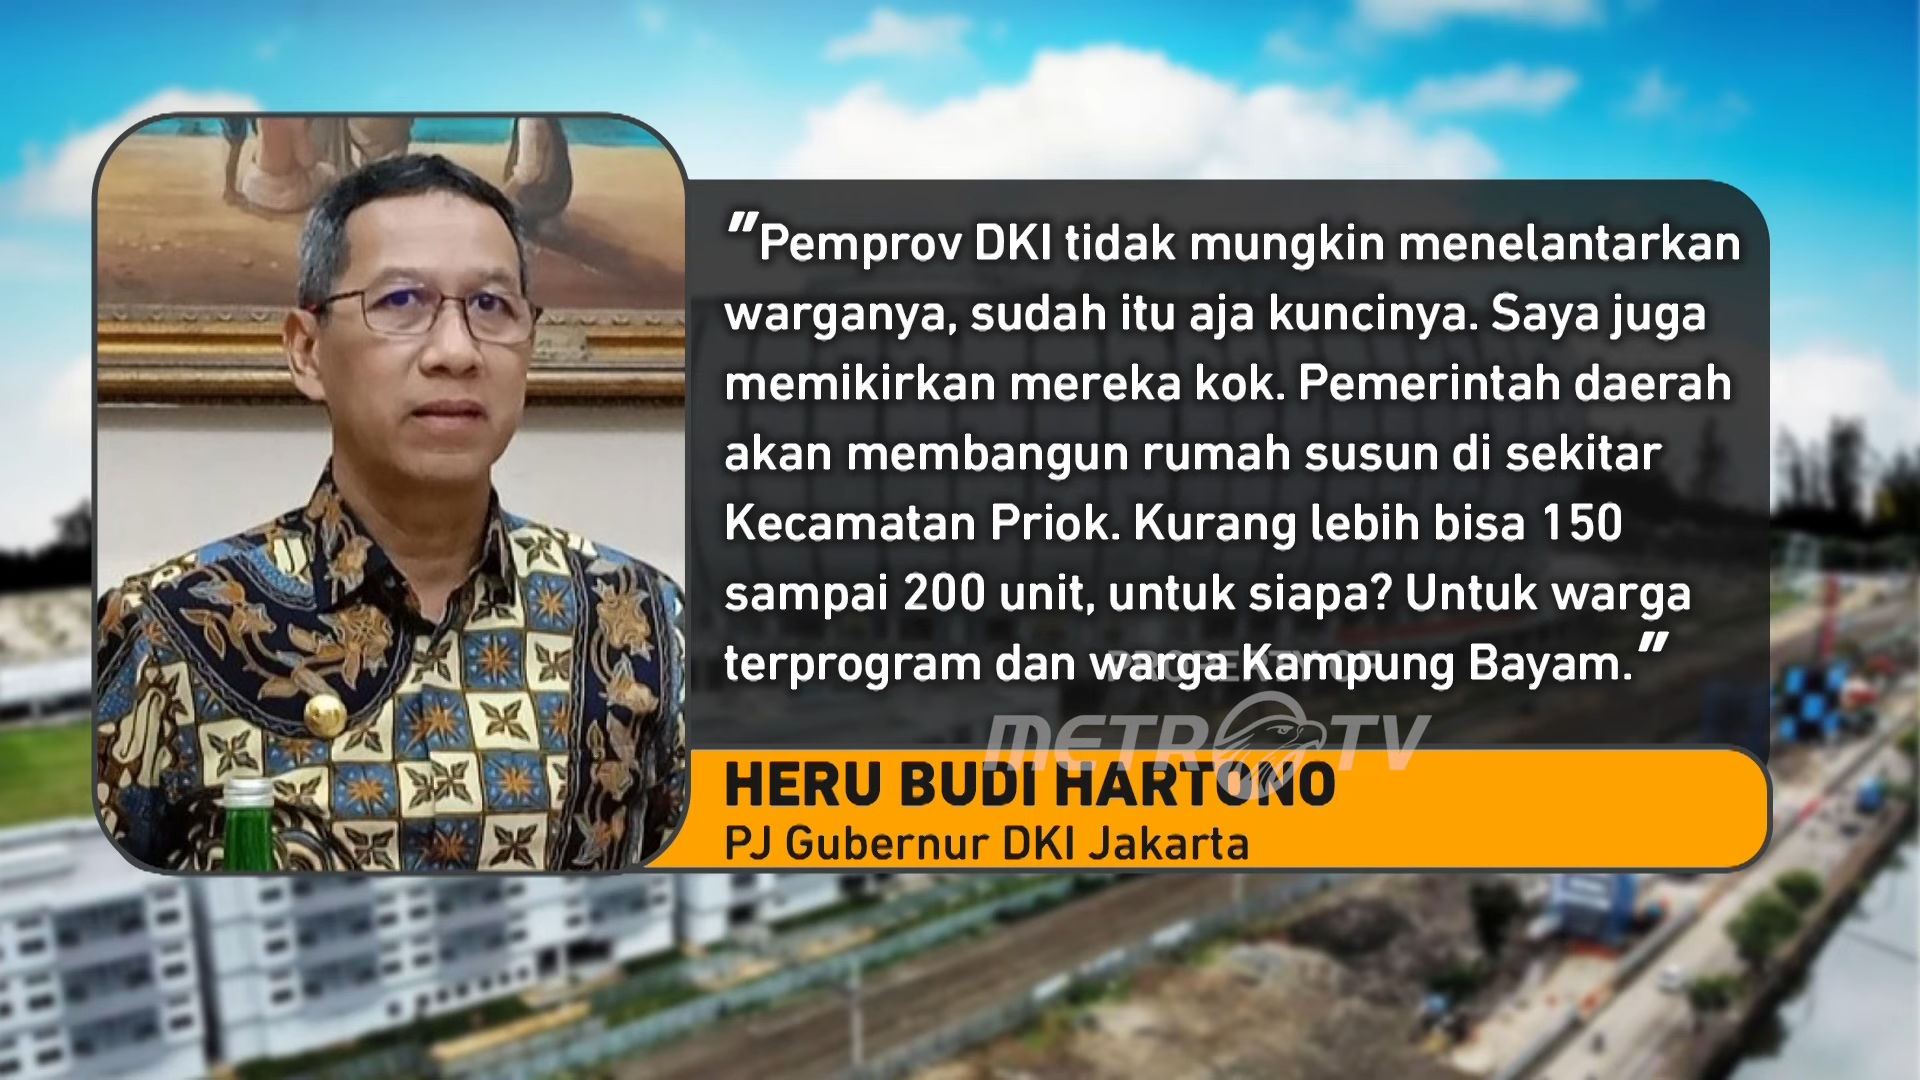 "Pemprov DKI tidak mungkin menelantarkan
warganya, sudah itu aja kuncinya. Saya juga
memikirkan mereka kok. Pemerintah daerah
akan membangun rumah susun di sekitar
Kecamatan Priok. Kurang lebih bisa 150
sampai 200 unit, untuk siapa? Untuk warga
terprogram dan warga Kampung Bayam."
PROPERTY OF
METRO TV
HERU BUDI HARTONO
PJ Gubernur DKI Jakarta